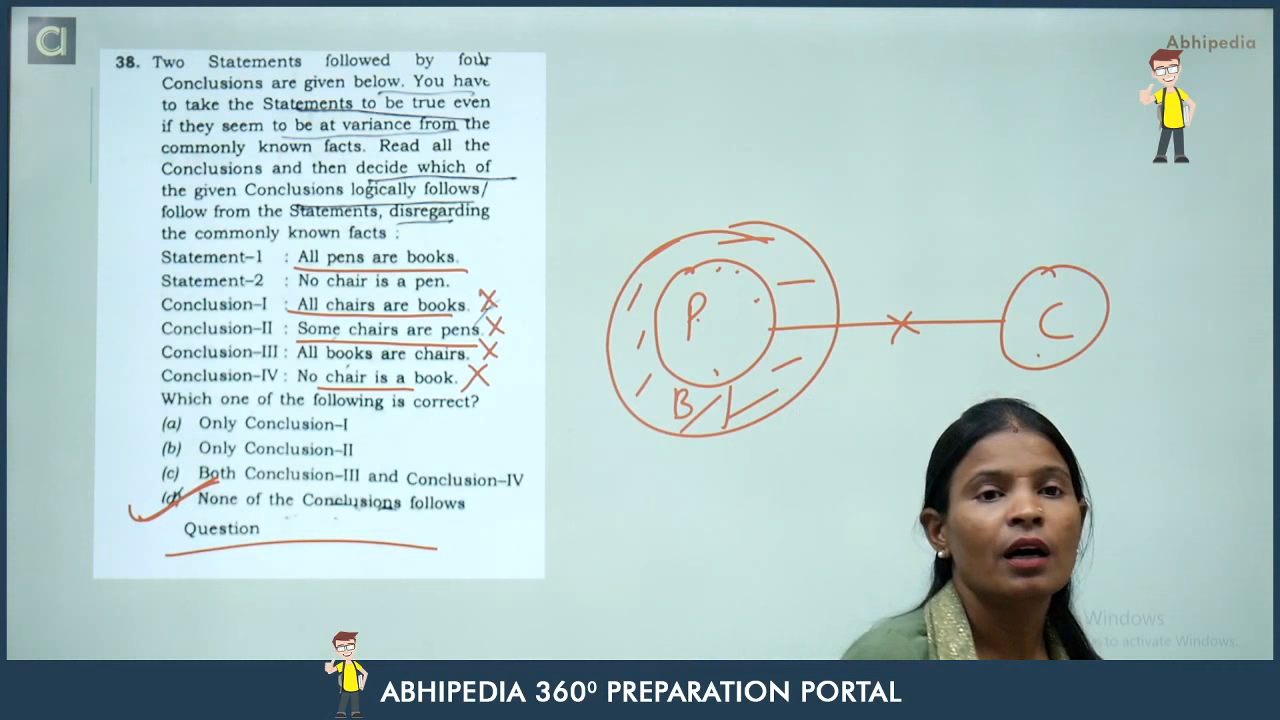 a
Abhipedia
38. Two Statements followed by four
Conclusions are given below. You have
to take the Statements to be true even
if they seem to be at variance from the
commonly known facts. Read all the
Conclusions and then decide which of
the given Conclusions logically follows/
follow from the Statements, disregarding
the commonly known facts :
Statement–1 : All pens are books.
Statement–2 : No chair is a pen.
Conclusion–I : All chairs are books.
Conclusion–II : Some chairs are pens.
Conclusion–III : All books are chairs.
Conclusion–IV : No chair is a book.
Which one of the following is correct?
(a) Only Conclusion–I
(b) Only Conclusion–II
(c) Both Conclusion–III and Conclusion–IV
(d) None of the Conclusions follows
Question
P
B
C
Windows
to activate Windows.
ABHIPEDIA 360⁰ PREPARATION PORTAL